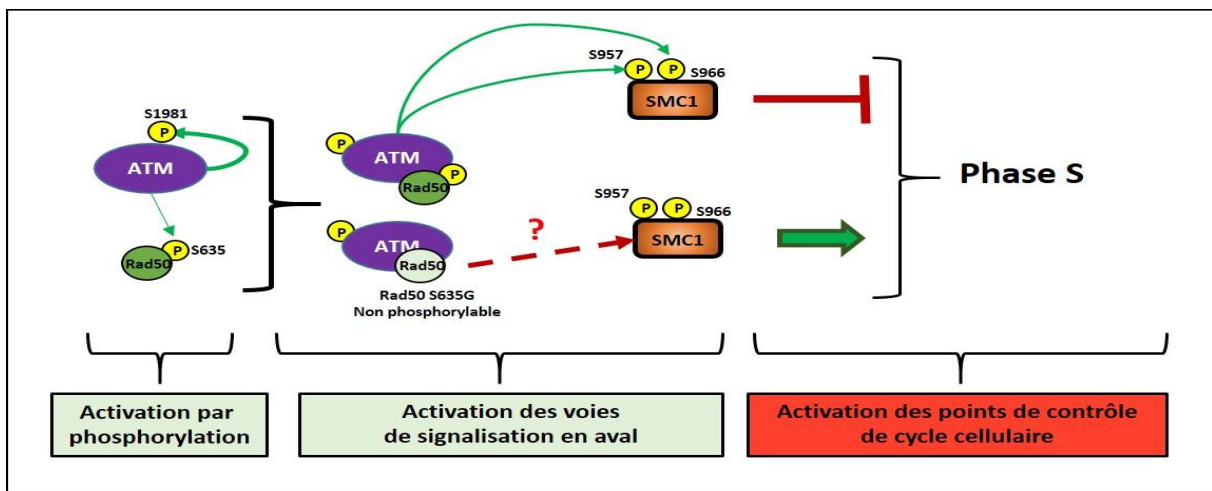 S1981
P
ATM
P
S635
Rad50
P
ATM
P
Rad50
S957
P
P
S966
SMC1
P
ATM
Rad50
Rad50 S635G
Non phosphorylable
?
S957
P
P
S966
SMC1
Phase S
Activation par
phosphorylation
Activation des voies
de signalisation en aval
Activation des points de contrôle
de cycle cellulaire